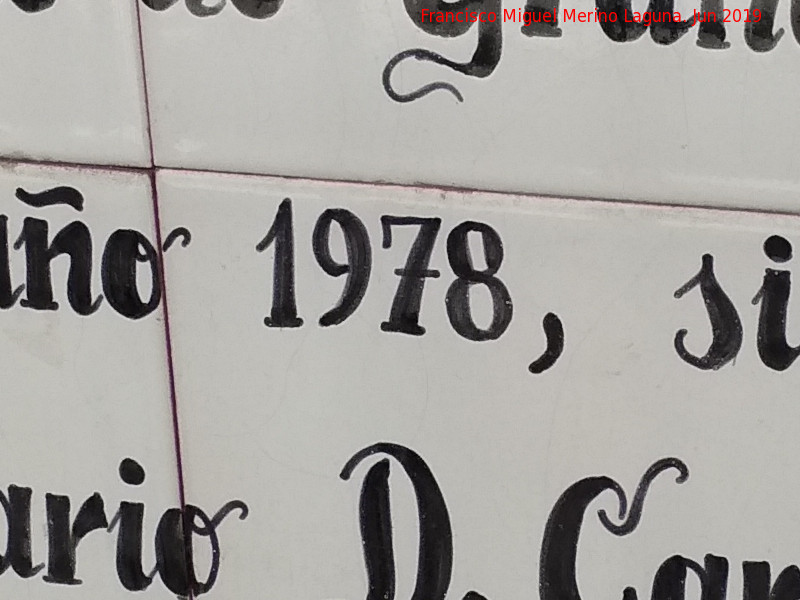 Francisco Miguel Merino Laguna. Jun 2019
año 1978, si
ario D. Car